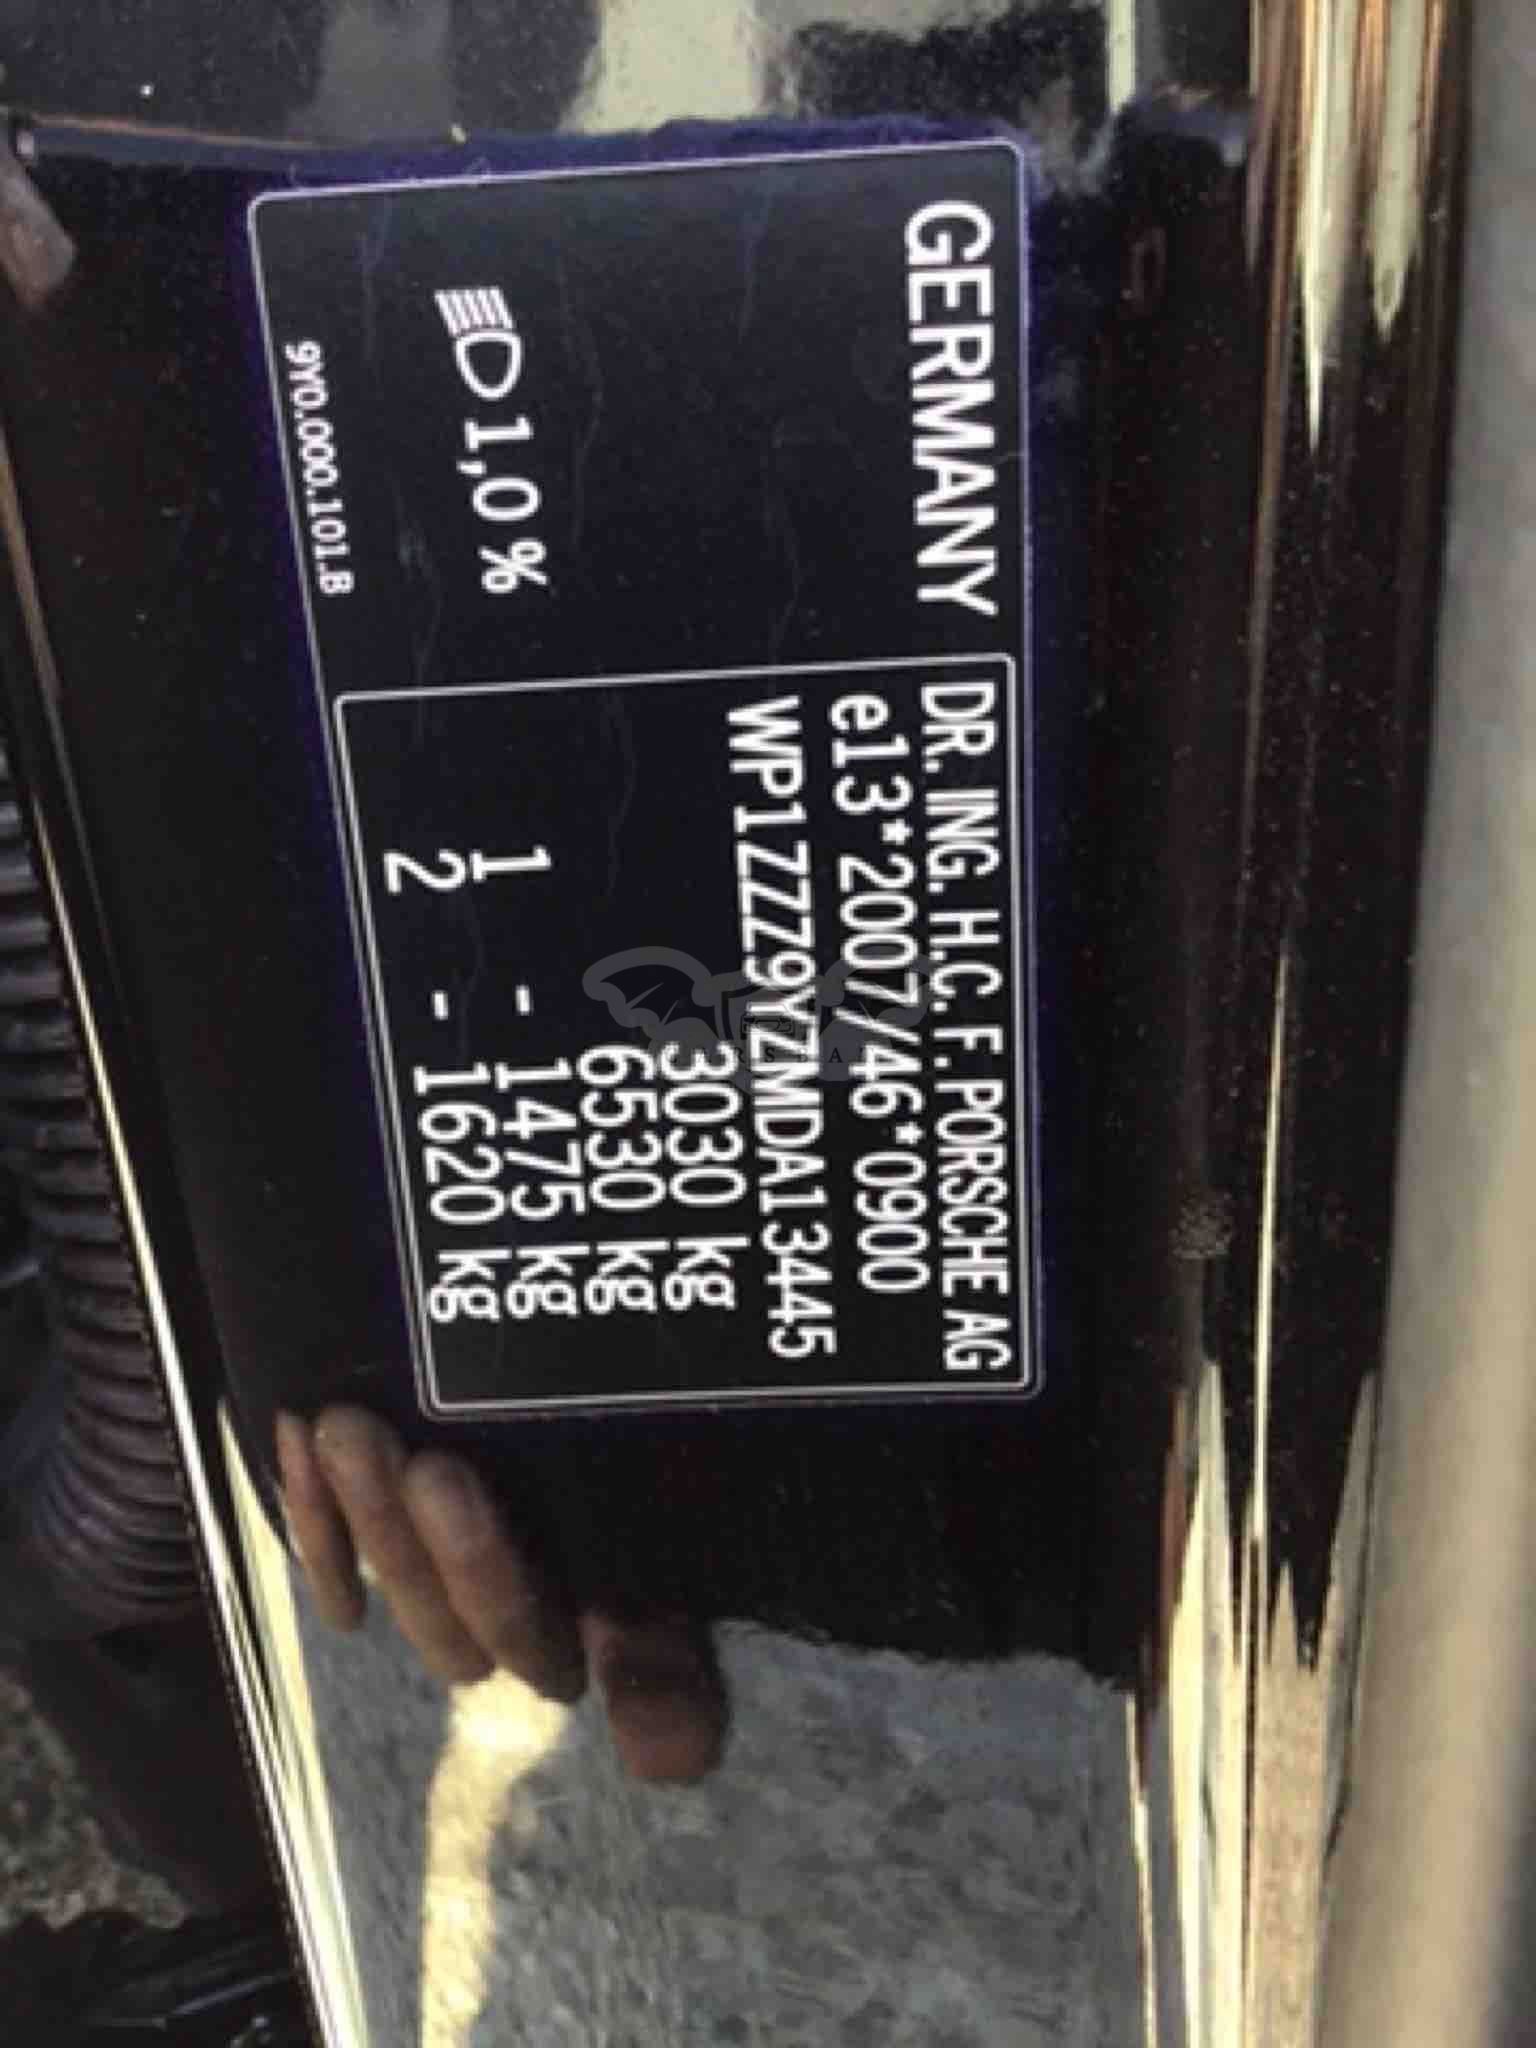 GERMANY
1,0 %
9Y0.000.101.B
DR. ING. H.C. F. PORSCHE AG
e13*2007/46*0900
WP1ZZZ9YZMDA13445
3030 kg
6530 kg
1 - 1475 kg
2 - 1620 kg